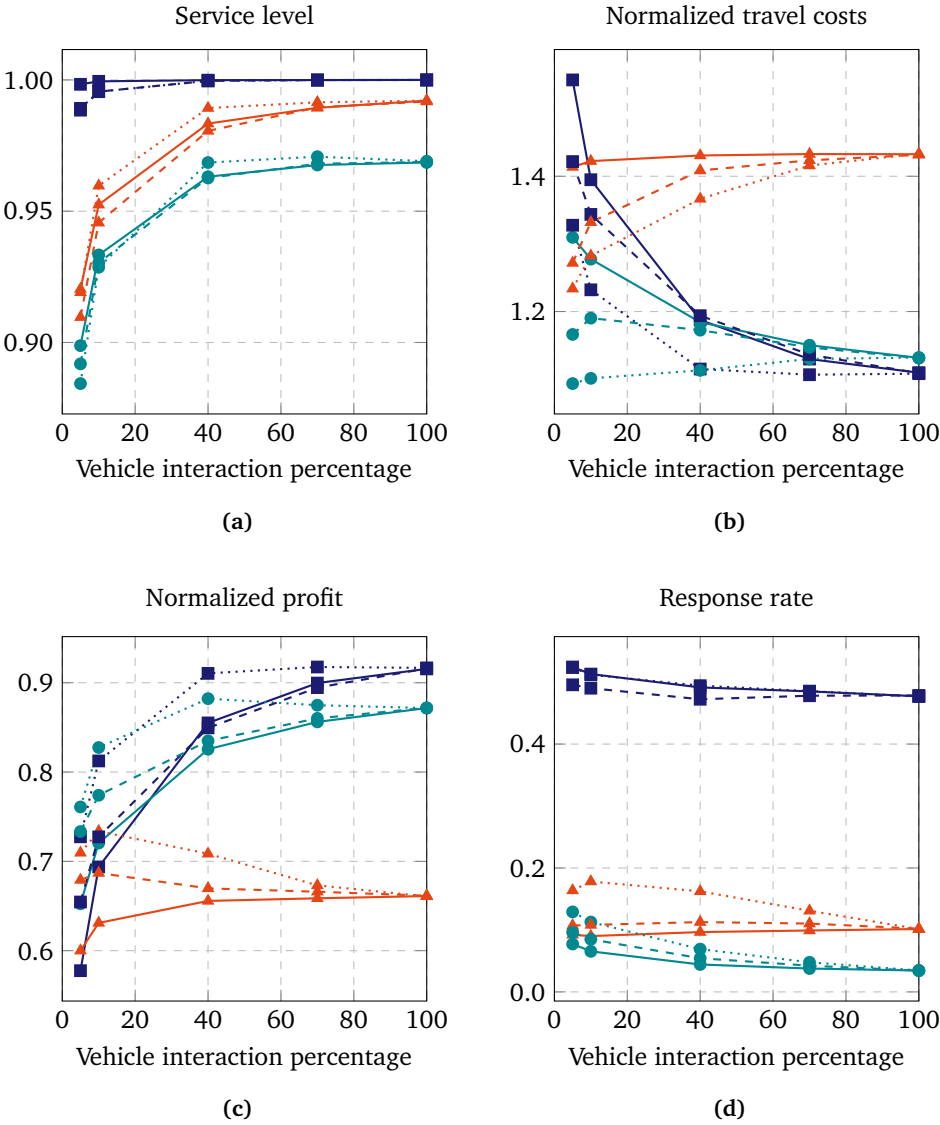 Service level
1.00
0.95
0.90
0 20 40 60 80 100
Vehicle interaction percentage
(a)
Normalized travel costs
1.4
1.2
0 20 40 60 80 100
Vehicle interaction percentage
(b)
Normalized profit
0.9
0.8
0.7
0.6
0 20 40 60 80 100
Vehicle interaction percentage
(c)
Response rate
0.4
0.2
0.0
0 20 40 60 80 100
Vehicle interaction percentage
(d)